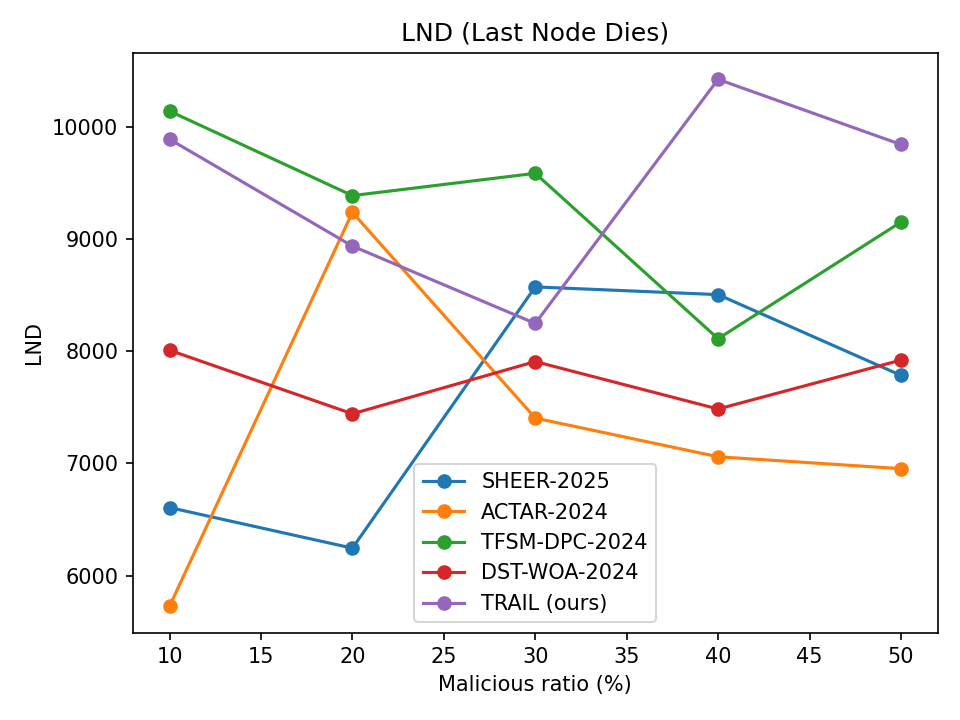 LND (Last Node Dies)
LND
10000
9000
8000
7000
6000
SHEER-2025
ACTAR-2024
TFSM-DPC-2024
DST-WOA-2024
TRAIL (ours)
10 15 20 25 30 35 40 45 50
Malicious ratio (%)